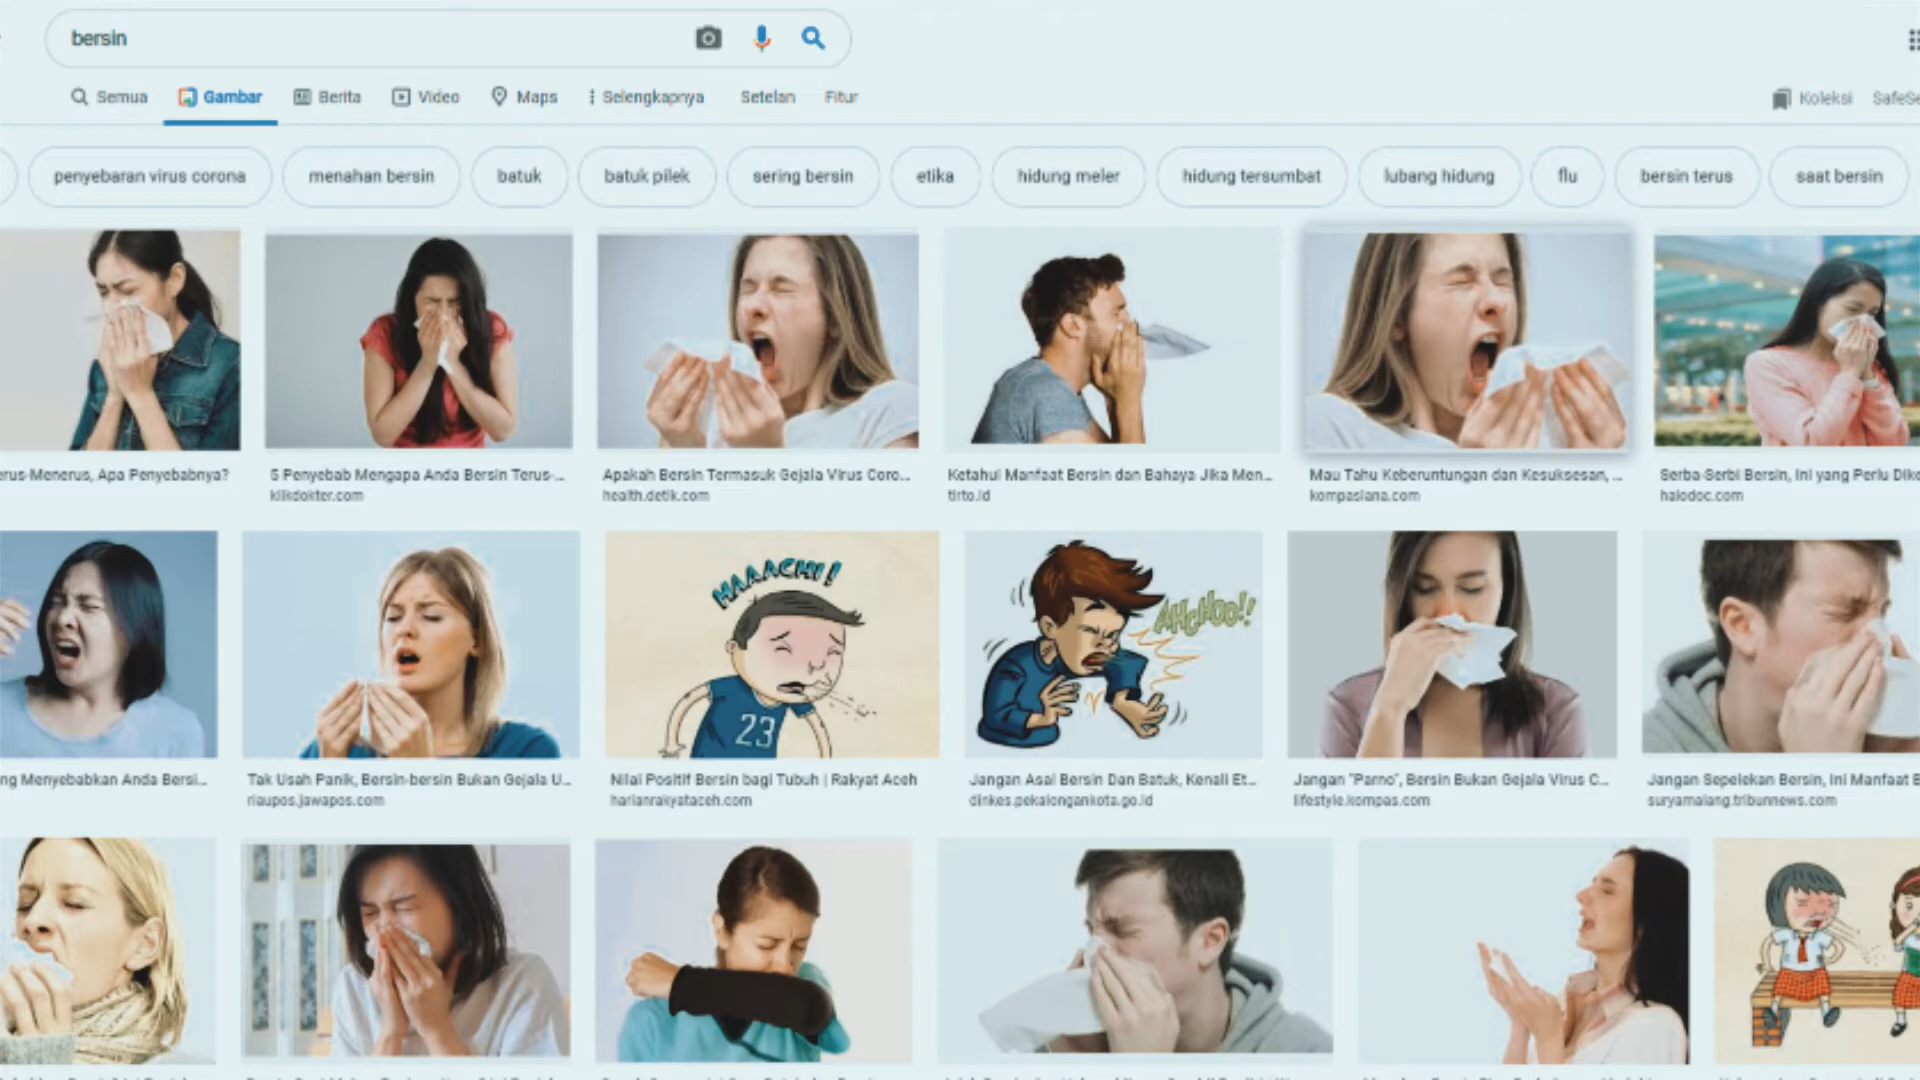 bersin
Semua Gambar Berita Video Maps Selengkapnya Setelan Fitur Koleksi SafeSe
penyebaran virus corona menahan bersin batuk batuk pilek sering bersin etika hidung meler hidung tersumbat lubang hidung flu bersin terus saat bersin
erus-Menerus, Apa Penyebabnya? 5 Penyebab Mengapa Anda Bersin Terus-... Apakah Bersin Termasuk Gejala Virus Coro... Ketahui Manfaat Bersin dan Bahaya Jika Men... Mau Tahu Keberuntungan dan Kesuksesan, ... Serba-Serbi Bersin, Ini yang Perlu Dike
klikdokter.com health.detik.com tirto.id kompasiana.com halodoc.com
HAAACHI!
AHCHOO!!
23
ng Menyebabkan Anda Bersi... Tak Usah Panik, Bersin-bersin Bukan Gejala U... Nilai Positif Bersin bagi Tubuh | Rakyat Aceh Jangan Asal Bersin Dan Batuk, Kenali Et... Jangan "Parno", Bersin Bukan Gejala Virus C... Jangan Sepelekan Bersin, Ini Manfaat B
riaupos.jawapos.com harianrakyataceh.com dinkes.pekalongankota.go.id lifestyle.kompas.com suryamalang.tribunnews.com